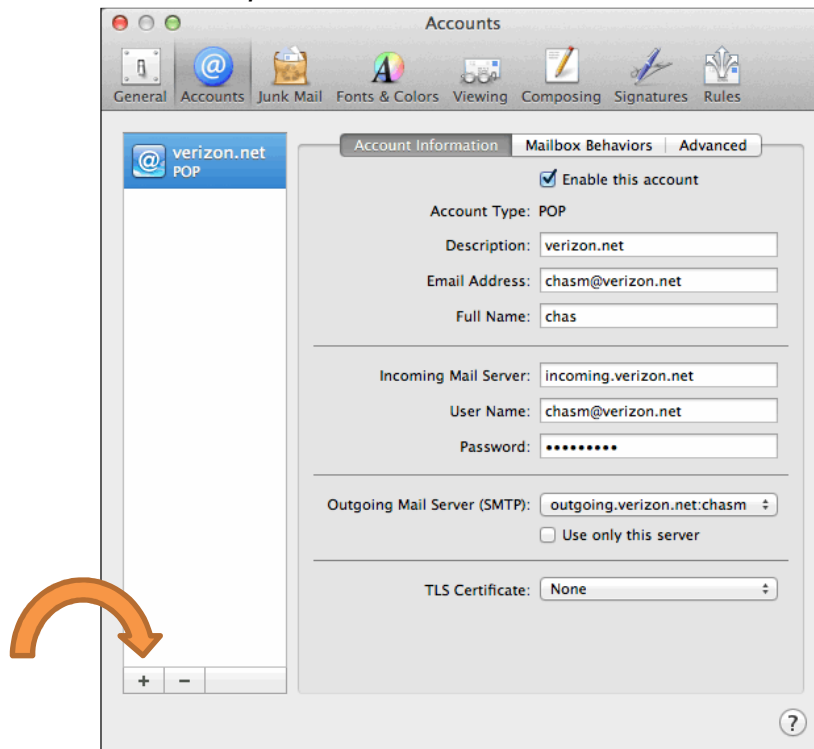 Accounts
General Accounts Junk Mail Fonts & Colors Viewing Composing Signatures Rules
verizon.net
POP
Account Information Mailbox Behaviors Advanced
Enable this account
Account Type: POP
Description: verizon.net
Email Address: chasm@verizon.net
Full Name: chas
Incoming Mail Server: incoming.verizon.net
User Name: chasm@verizon.net
Password: •••••••••
Outgoing Mail Server (SMTP): outgoing.verizon.net:chasm
Use only this server
TLS Certificate: None
+ −
?